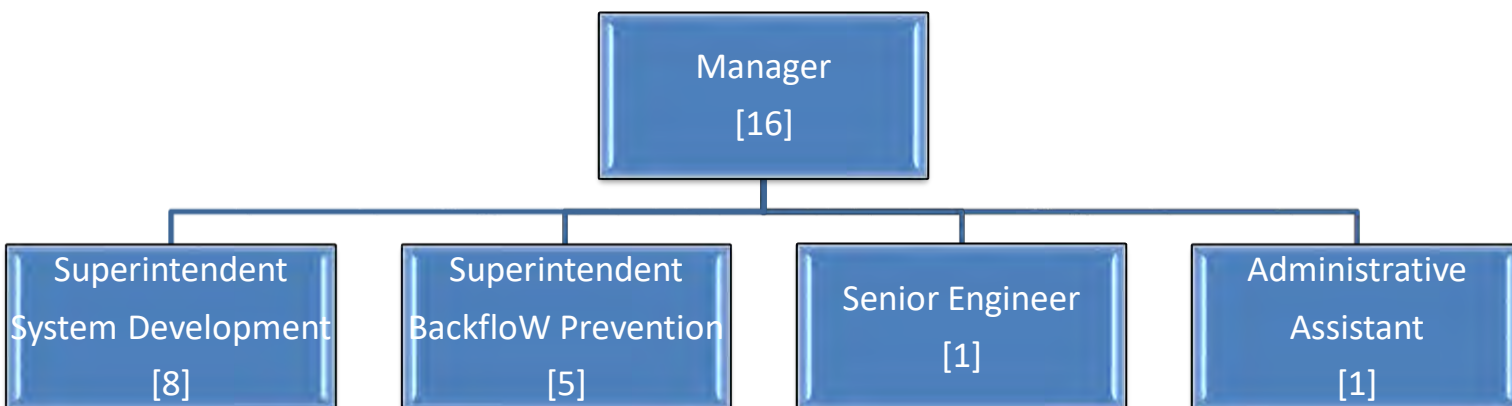 Manager
[16]
Superintendent
System Development
[8]
Superintendent
BackfloW Prevention
[5]
Senior Engineer
[1]
Administrative
Assistant
[1]